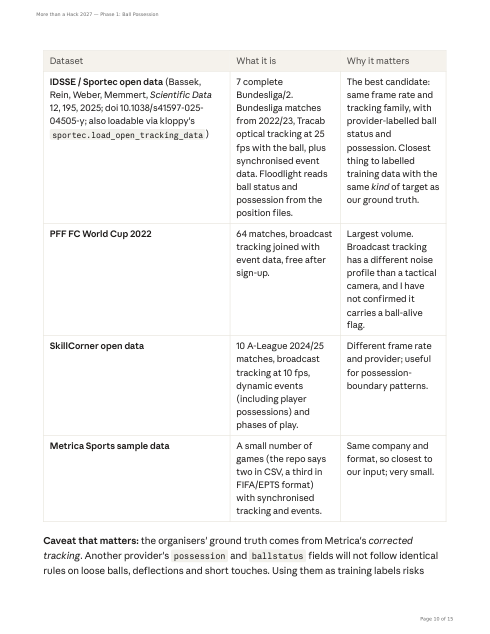 More than a Hack 2027 — Phase 1: Ball Possession
Dataset
What it is
Why it matters
IDSSE / Sportec open data (Bassek,
Rein, Weber, Memmert, Scientific Data
12, 195, 2025; doi 10.1038/s41597-025-
04505-y; also loadable via kloppy's
sportec.load_open_tracking_data )
7 complete
Bundesliga/2.
Bundesliga matches
from 2022/23, Tracab
optical tracking at 25
fps with the ball, plus
synchronised event
data. Floodlight reads
ball status and
possession from the
position files.
The best candidate:
same frame rate and
tracking family, with
provider-labelled ball
status and
possession. Closest
thing to labelled
training data with the
same kind of target as
our ground truth.
PFF FC World Cup 2022
64 matches, broadcast
tracking joined with
event data, free after
sign-up.
Largest volume.
Broadcast tracking
has a different noise
profile than a tactical
camera, and I have
not confirmed it
carries a ball-alive
flag.
SkillCorner open data
10 A-League 2024/25
matches, broadcast
tracking at 10 fps,
dynamic events
(including player
possessions) and
phases of play.
Different frame rate
and provider; useful
for possession-
boundary patterns.
Metrica Sports sample data
A small number of
games (the repo says
two in CSV, a third in
FIFA/EPTS format)
with synchronised
tracking and events.
Same company and
format, so closest to
our input; very small.
Caveat that matters: the organisers' ground truth comes from Metrica's corrected
tracking. Another provider's possession and ballstatus fields will not follow identical
rules on loose balls, deflections and short touches. Using them as training labels risks
Page 10 of 15